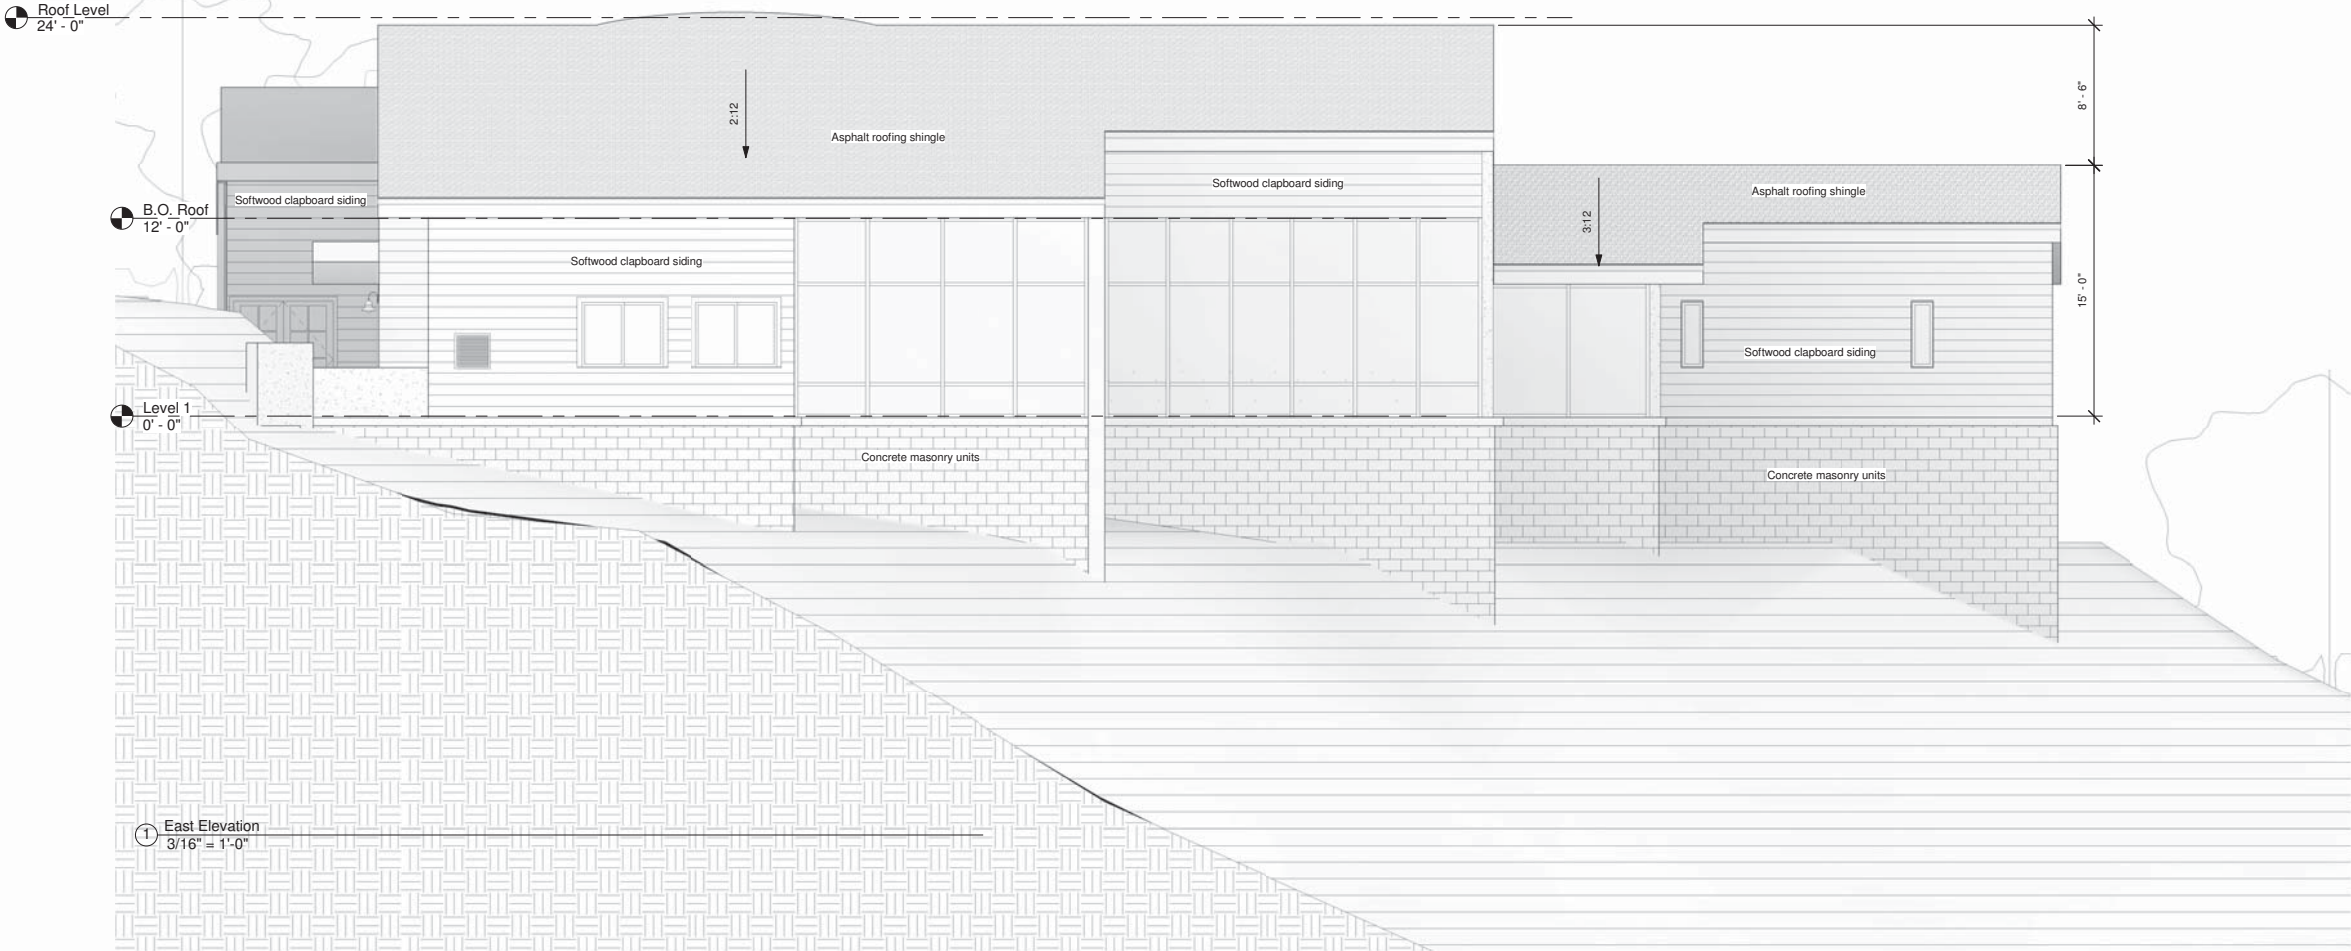 Roof Level
24' - 0"
8' - 6"
2:12
Asphalt roofing shingle
Softwood clapboard siding
Asphalt roofing shingle
Softwood clapboard siding
B.O. Roof
12' - 0"
3:12
Softwood clapboard siding
15' - 0"
Softwood clapboard siding
Level 1
0' - 0"
Concrete masonry units
Concrete masonry units
1
East Elevation
3/16" = 1'-0"